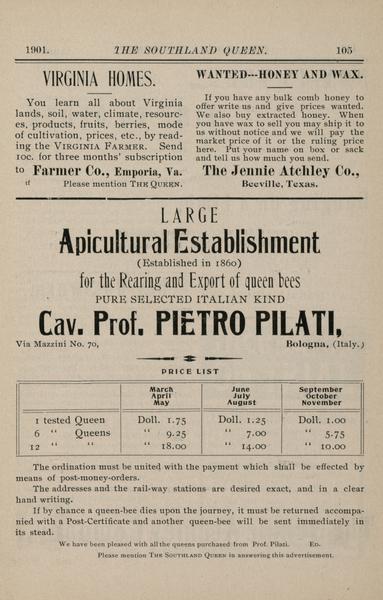 1901. THE SOUTHLAND QUEEN. 105
VIRGINIA HOMES.
You learn all about Virginia
lands, soil, water, climate, resourc-
es, products, fruits, berries, mode
of cultivation, prices, etc., by read-
ing the VIRGINIA FARMER. Send
10c. for three months' subscription
to Farmer Co., Emporia, Va.
tf Please mention THE QUEEN.
WANTED---HONEY AND WAX.
If you have any bulk comb honey to
offer write us and give prices wanted.
We also buy extracted honey. When
you have wax to sell you may ship it to
us without notice and we will pay the
market price of it or the ruling price
here. Put your name on box or sack
and tell us how much you send.
The Jennie Atchley Co.,
Beeville, Texas.
LARGE
Apicultural Establishment
(Established in 1860)
for the Rearing and Export of queen bees
PURE SELECTED ITALIAN KIND
Cav. Prof. PIETRO PILATI,
Via Mazzini No. 70, Bologna, (Italy.)
PRICE LIST
March April May June July August September October November
1 tested Queen Doll. 1.75 Doll. 1.25 Doll. 1.00
6 " Queens " 9.25 " 7.00 " 5.75
12 " " " 18.00 " 14.00 " 10.00
The ordination must be united with the payment which shall be effected by
means of post-money-orders.
The addresses and the rail-way stations are desired exact, and in a clear
hand writing.
If by chance a queen-bee dies upon the journey, it must be returned accompa-
nied with a Post-Certificate and another queen-bee will be sent immediately in
its stead.
We have been pleased with all the queens purchased from Prof. Pilati. ED.
Please mention THE SOUTHLAND QUEEN in answering this advertisement.